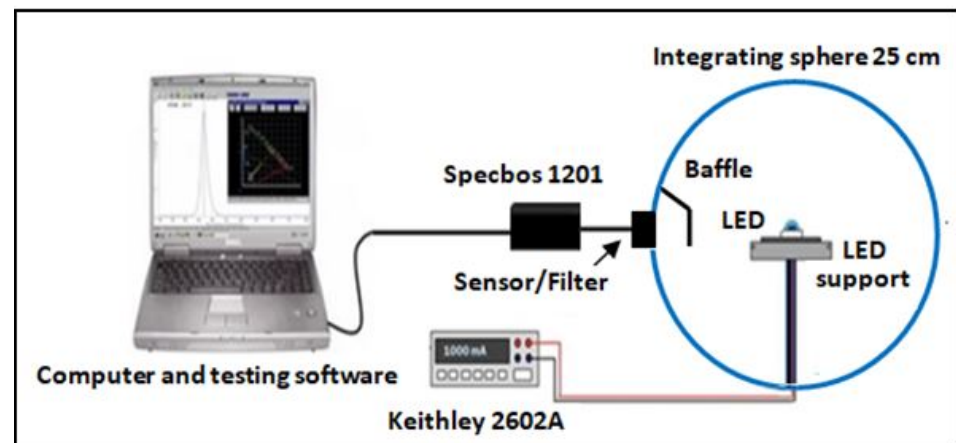 Integrating sphere 25 cm
Baffle
Specbos 1201
LED
LED
support
Sensor/Filter
1000 mA
Computer and testing software
Keithley 2602A